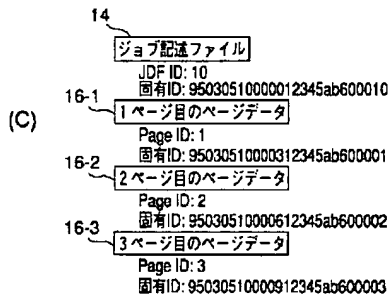 14
ジョブ記述ファイル
JDF ID: 10
固有ID: 95030510000012345ab600010
(C)
16-1
1ページ目のページデータ
Page ID: 1
固有ID: 95030510000312345ab600001
16-2
2ページ目のページデータ
Page ID: 2
固有ID: 95030510000612345ab600002
16-3
3ページ目のページデータ
Page ID: 3
固有ID: 95030510000912345ab600003